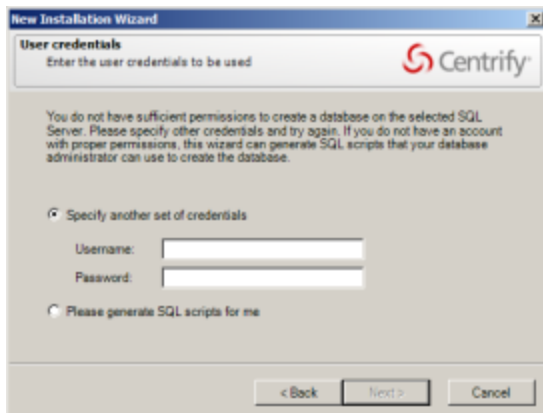 New Installation Wizard
User credentials
Enter the user credentials to be used
Centrify
You do not have sufficient permissions to create a database on the selected SQL
Server. Please specify other credentials and try again. If you do not have an account
with proper permissions, this wizard can generate SQL scripts that your database
administrator can use to create the database.
Specify another set of credentials
Username:
Password:
Please generate SQL scripts for me
< Back Next > Cancel